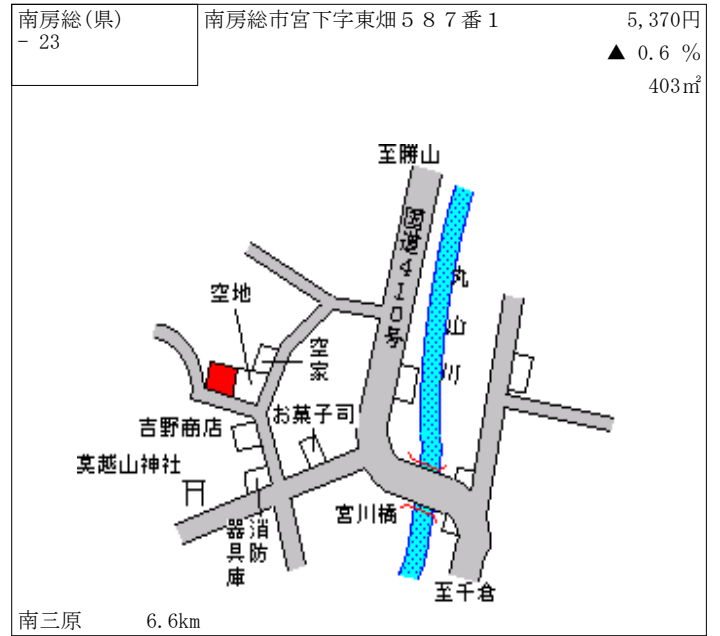 南房総(県)
- 23
南房総市宮下字東畑５８７番１
5,370円
▲ 0.6 %
403㎡
至勝山
国道４１０号
丸山川
空地
空家
お菓子司
吉野商店
莫越山神社
消防器具庫
宮川橋
至千倉
南三原 6.6km